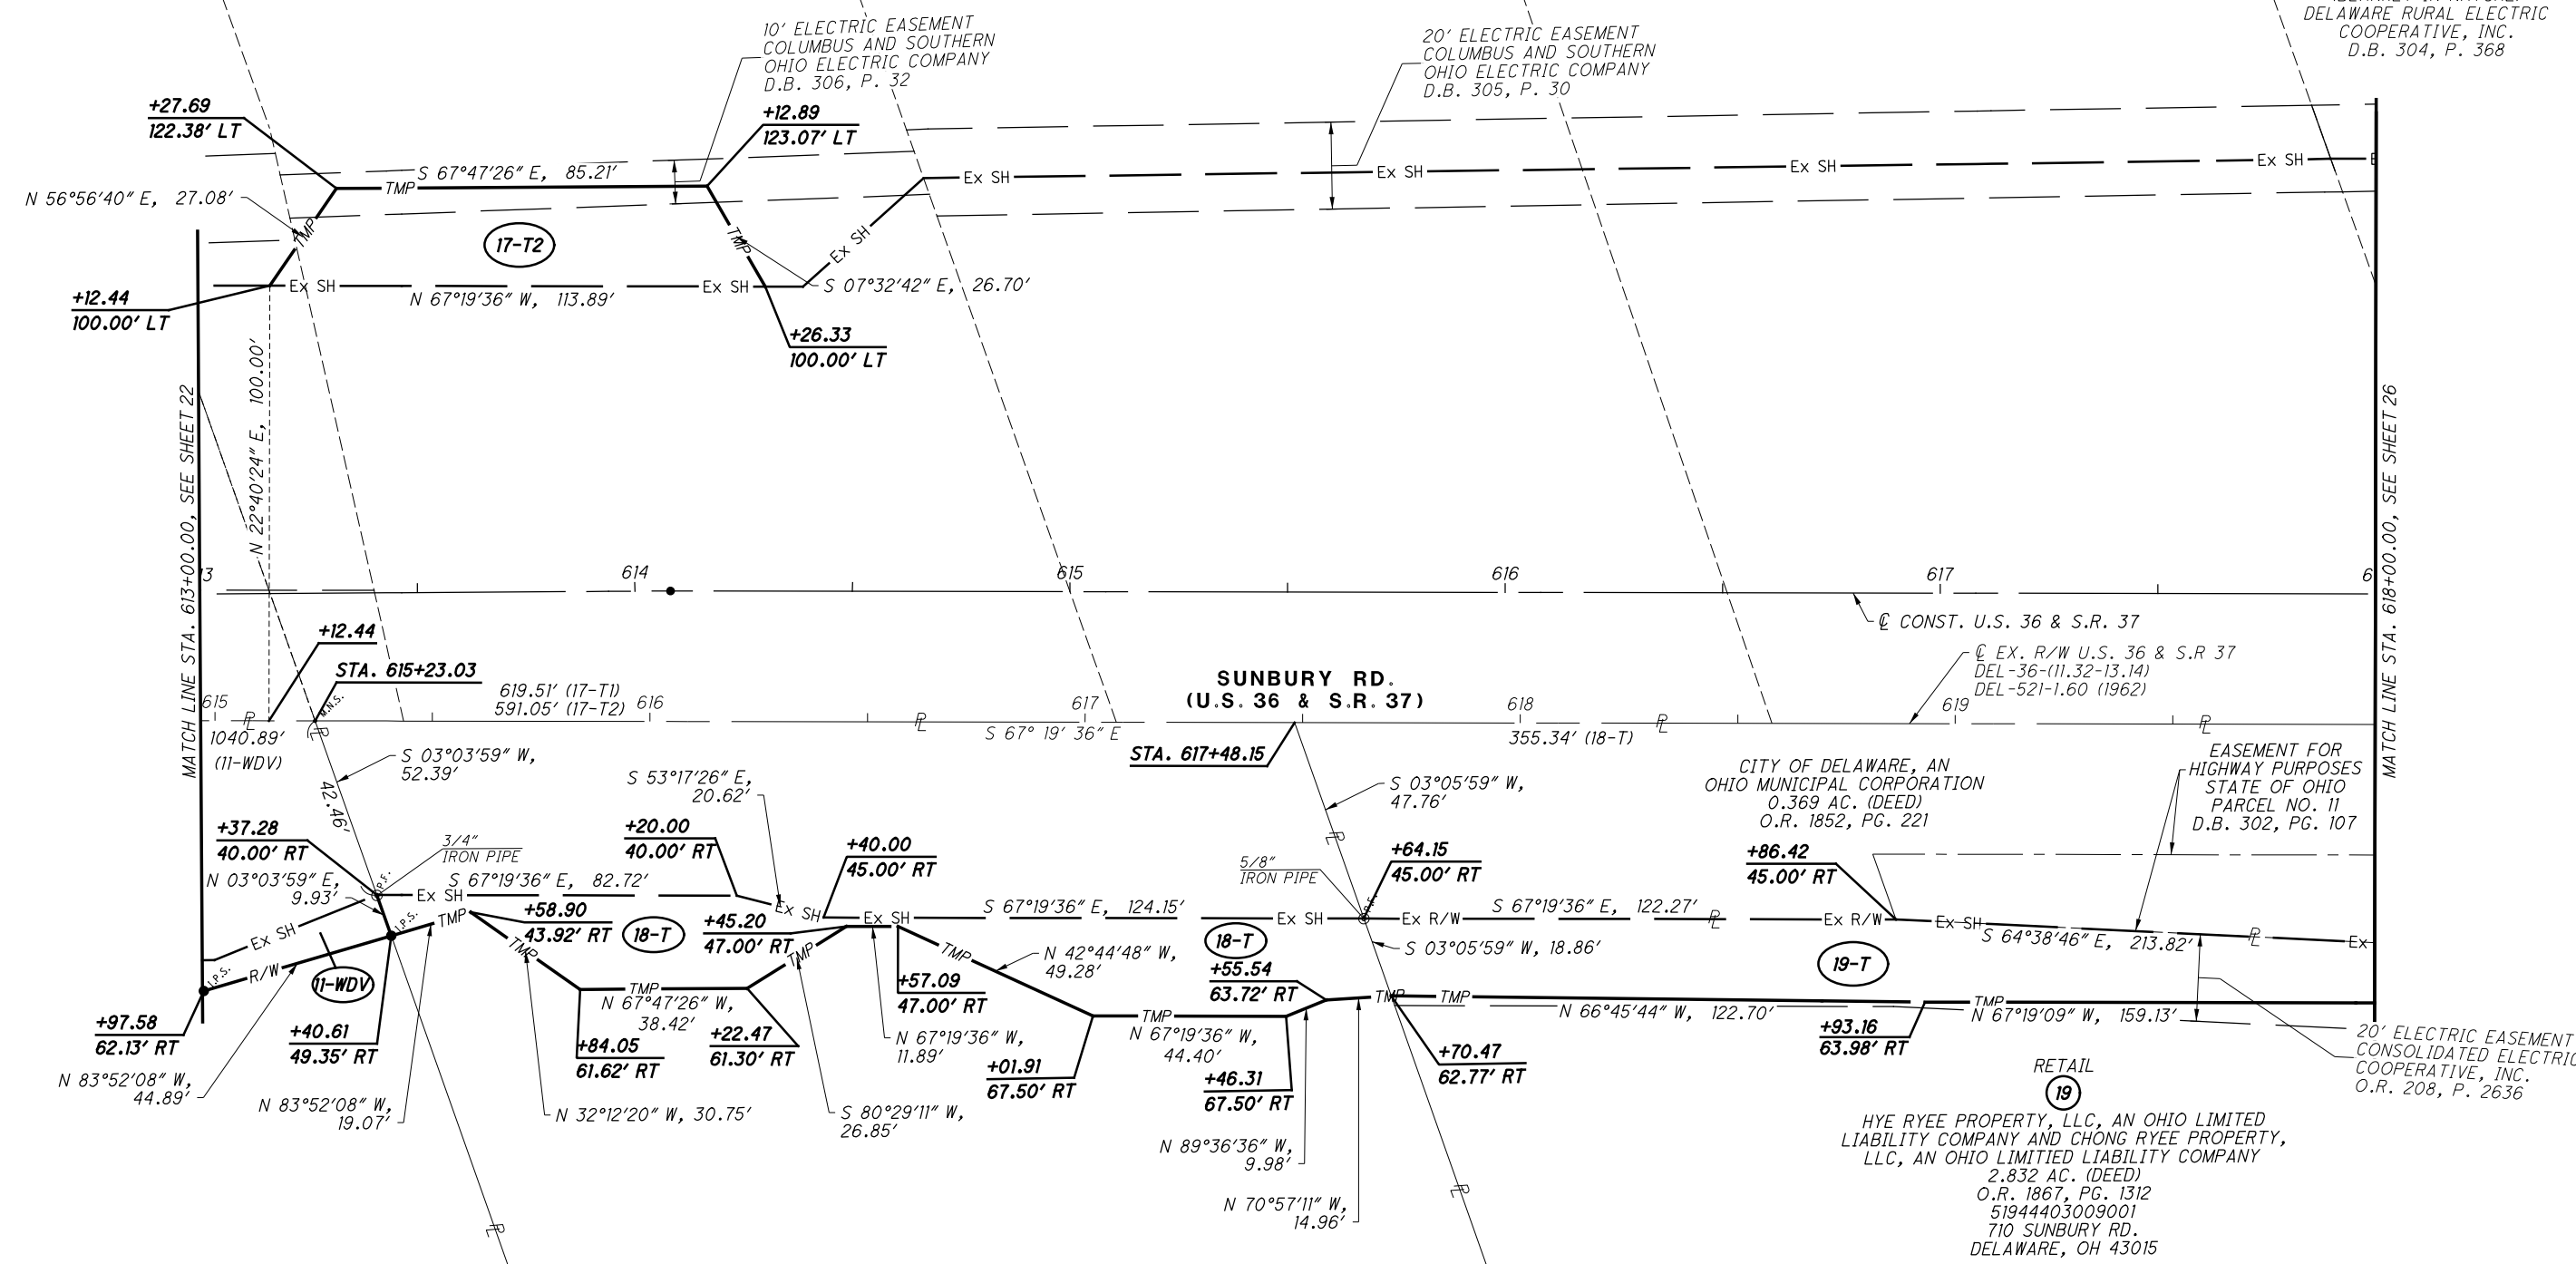 DELAWARE RURAL ELECTRIC
COOPERATIVE, INC.
D.B. 304, P. 368
10' ELECTRIC EASEMENT
COLUMBUS AND SOUTHERN
OHIO ELECTRIC COMPANY
D.B. 306, P. 32
20' ELECTRIC EASEMENT
COLUMBUS AND SOUTHERN
OHIO ELECTRIC COMPANY
D.B. 305, P. 30
+27.69
122.38' LT
+12.89
123.07' LT
S 67°47'26" E, 85.21'
TMP
Ex SH
Ex SH
Ex SH
Ex SH
N 56°56'40" E, 27.08'
TMP
17-T2
TMP
Ex SH
Ex SH
Ex SH
N 67°19'36" W, 113.89'
S 07°32'42" E, 26.70'
+12.44
100.00' LT
+26.33
100.00' LT
N 22°40'24" E, 100.00'
MATCH LINE STA. 613+00.00, SEE SHEET 22
MATCH LINE STA. 618+00.00, SEE SHEET 26
614
615
616
617
℄ CONST. U.S. 36 & S.R. 37
+12.44
STA. 615+23.03
M.N.S.
619.51' (17-T1)
591.05' (17-T2)
SUNBURY RD.
(U.S. 36 & S.R. 37)
℄ EX. R/W U.S. 36 & S.R 37
DEL-36-(11.32-13.14)
DEL-521-1.60 (1962)
615
616
617
618
619
1040.89'
(11-WDV)
S 67° 19' 36" E
STA. 617+48.15
355.34' (18-T)
S 03°03'59" W,
52.39'
42.46'
S 53°17'26" E,
20.62'
S 03°05'59" W,
47.76'
CITY OF DELAWARE, AN
OHIO MUNICIPAL CORPORATION
0.369 AC. (DEED)
O.R. 1852, PG. 221
EASEMENT FOR
HIGHWAY PURPOSES
STATE OF OHIO
PARCEL NO. 11
D.B. 302, PG. 107
+37.28
40.00' RT
3/4"
IRON PIPE
+20.00
40.00' RT
+40.00
45.00' RT
5/8"
IRON PIPE
+64.15
45.00' RT
+86.42
45.00' RT
N 03°03'59" E,
9.93'
S 67°19'36" E, 82.72'
Ex SH
Ex SH
Ex SH
S 67°19'36" E, 124.15'
Ex SH
Ex R/W
S 67°19'36" E, 122.27'
Ex R/W
Ex SH
S 64°38'46" E, 213.82'
Ex
Ex SH
I.P.S.
R/W
I.P.S.
TMP
+58.90
43.92' RT
18-T
+45.20
47.00' RT
TMP
TMP
TMP
N 42°44'48" W,
49.28'
18-T
S 03°05'59" W, 18.86'
19-T
11-WDV
+55.54
63.72' RT
+57.09
47.00' RT
TMP
N 67°47'26" W,
38.42'
TMP
TMP
TMP
TMP
N 66°45'44" W, 122.70'
N 67°19'09" W, 159.13'
+97.58
62.13' RT
+40.61
49.35' RT
+84.05
61.62' RT
+22.47
61.30' RT
N 67°19'36" W,
11.89'
N 67°19'36" W,
44.40'
+01.91
67.50' RT
+46.31
67.50' RT
+70.47
62.77' RT
+93.16
63.98' RT
20' ELECTRIC EASEMENT
CONSOLIDATED ELECTRIC
COOPERATIVE, INC.
O.R. 208, P. 2636
N 83°52'08" W,
44.89'
N 83°52'08" W,
19.07'
N 32°12'20" W, 30.75'
S 80°29'11" W,
26.85'
N 89°36'36" W,
9.98'
N 70°57'11" W,
14.96'
RETAIL
19
HYE RYEE PROPERTY, LLC, AN OHIO LIMITED
LIABILITY COMPANY AND CHONG RYEE PROPERTY,
LLC, AN OHIO LIMITIED LIABILITY COMPANY
2.832 AC. (DEED)
O.R. 1867, PG. 1312
51944403009001
710 SUNBURY RD.
DELAWARE, OH 43015